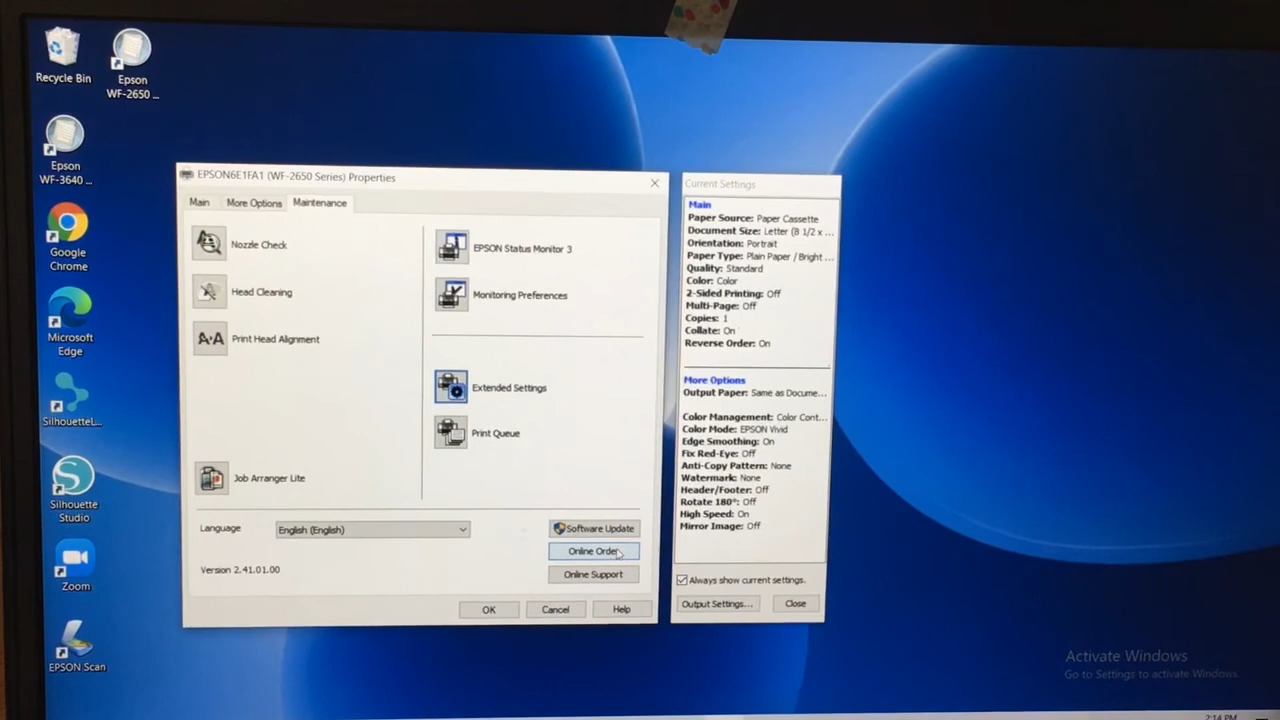 Recycle Bin
Epson
WF-2650 ...
Epson
WF-3640 ...
Google
Chrome
Microsoft
Edge
SilhouetteL...
Silhouette
Studio
Zoom
EPSON Scan
EPSON6E1FA1 (WF-2650 Series) Properties
Main
More Options
Maintenance
Nozzle Check
Head Cleaning
Print Head Alignment
Job Arranger Lite
EPSON Status Monitor 3
Monitoring Preferences
Extended Settings
Print Queue
Language
English (English)
Version 2.41.01.00
Software Update
Online Order
Online Support
OK
Cancel
Help
Current Settings
Main
Paper Source: Paper Cassette
Document Size: Letter (8 1/2 x ...
Orientation: Portrait
Paper Type: Plain Paper / Bright ...
Quality: Standard
Color: Color
2-Sided Printing: Off
Multi-Page: Off
Copies: 1
Collate: On
Reverse Order: On
More Options
Output Paper: Same as Docume...
Color Management: Color Cont...
Color Mode: EPSON Vivid
Edge Smoothing: On
Fix Red-Eye: Off
Anti-Copy Pattern: None
Watermark: None
Header/Footer: Off
Rotate 180°: Off
High Speed: On
Mirror Image: Off
Always show current settings.
Output Settings...
Close
Activate Windows
Go to Settings to activate Windows.
2:14 PM